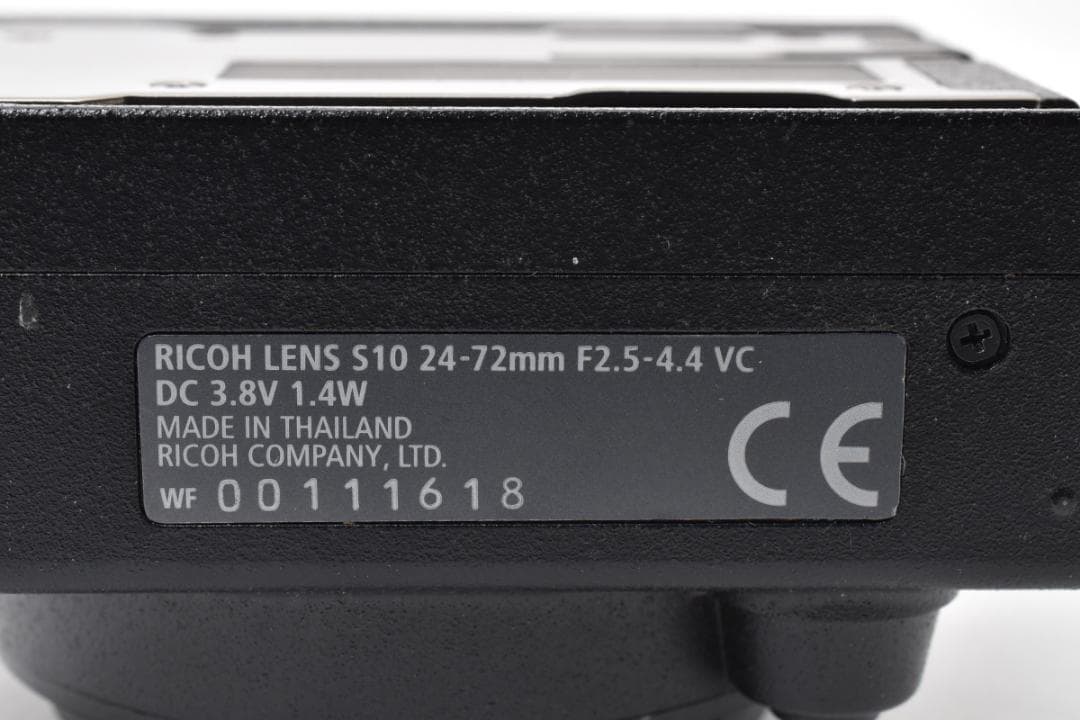 RICOH LENS S10 24-72mm F2.5-4.4 VC
DC 3.8V 1.4W
MADE IN THAILAND
RICOH COMPANY, LTD.
WF 00111618
CE